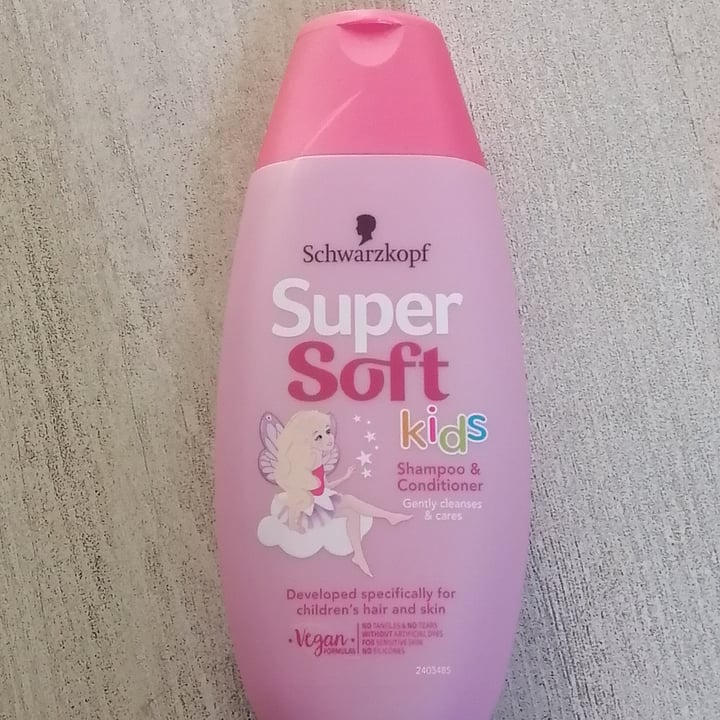 Schwarzkopf
Super
Soft
kids
Shampoo &
Conditioner
Gently cleanses
& cares
Developed specifically for
children's hair and skin
Vegan
FORMULAS
NO TANGLES & NO TEARS
WITHOUT ARTIFICIAL DYES
FOR SENSITIVE SKIN
NO SILICONES
2403485